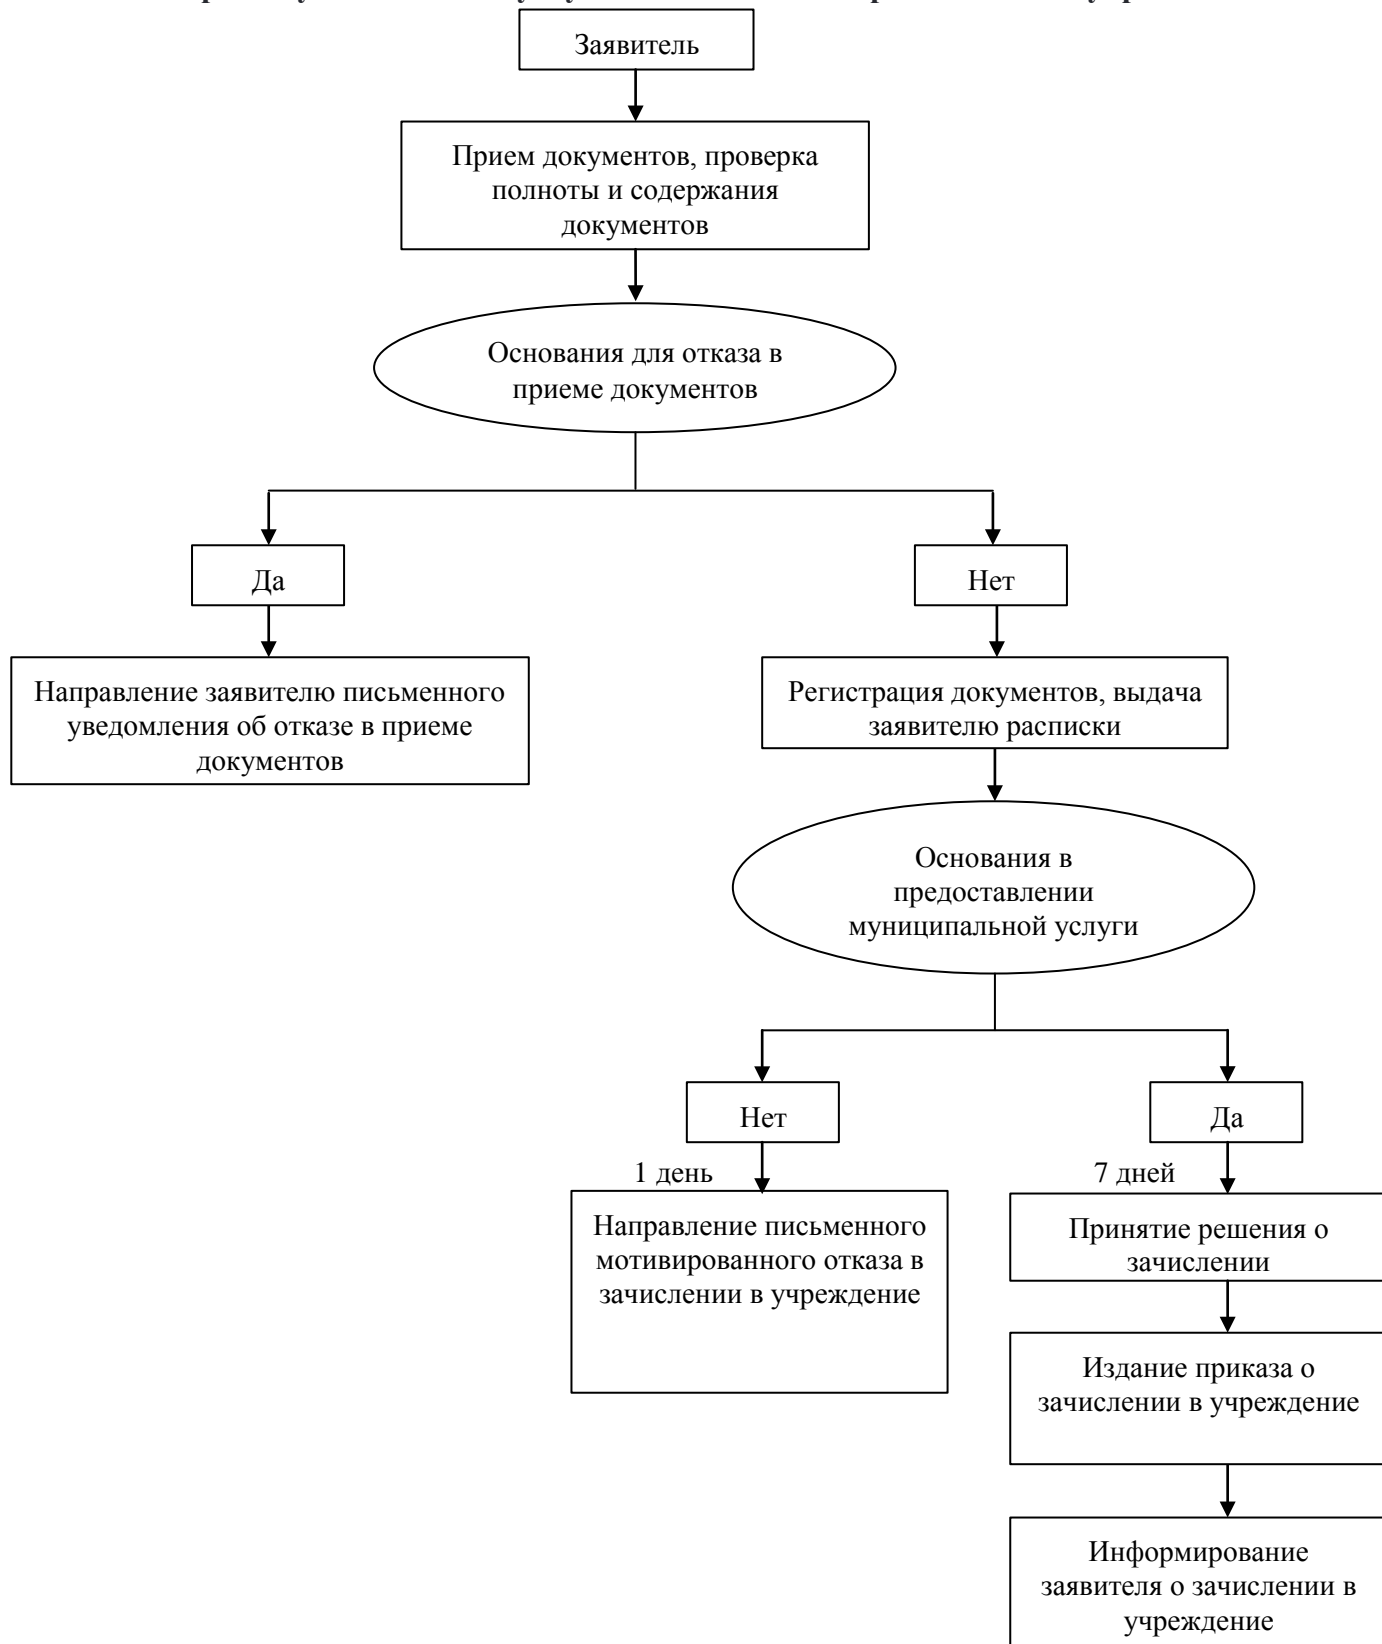 Заявитель
Прием документов, проверка
полноты и содержания
документов
Основания для отказа в
приеме документов
Да
Нет
Направление заявителю письменного
уведомления об отказе в приеме
документов
Регистрация документов, выдача
заявителю расписки
Основания в
предоставлении
муниципальной услуги
Нет
Да
1 день
7 дней
Направление письменного
мотивированного отказа в
зачислении в учреждение
Принятие решения о
зачислении
Издание приказа о
зачислении в учреждение
Информирование
заявителя о зачислении в
учреждение